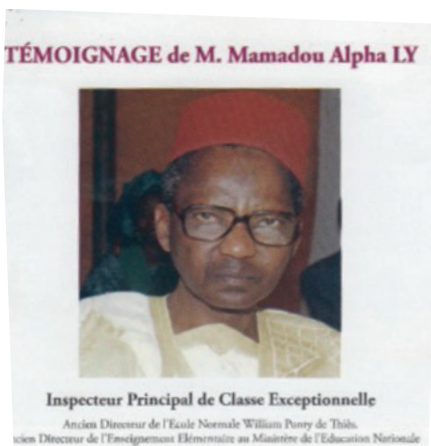 TÉMOIGNAGE de M. Mamadou Alpha LY
Inspecteur Principal de Classe Exceptionnelle
Ancien Directeur de l'Ecole Normale William Ponty de Thiès.
ncien Directeur de l'Enseignement Elémentaire au Ministère de l'Education Nationale